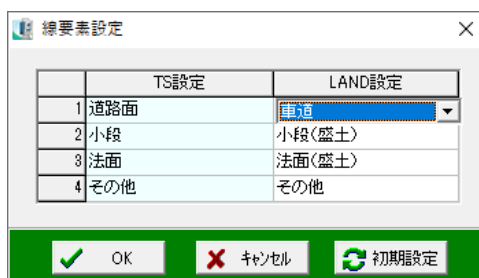 線要素設定
TS設定 LAND設定
1 道路面 車道
2 小段 小段(盛土)
3 法面 法面(盛土)
4 その他 その他
OK ｷｬﾝｾﾙ 初期設定